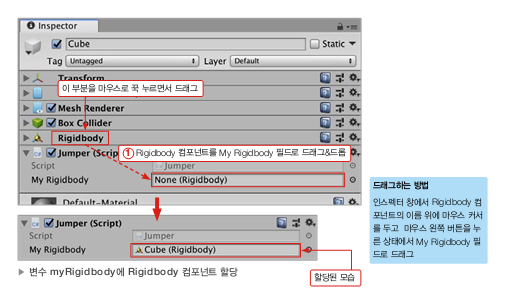 Inspector
Cube
Static
Tag Untagged
Layer Default
Transform
이 부분을 마우스로 꾹 누르면서 드래그
Mesh Renderer
Box Collider
Rigidbody
Jumper (Scrip
① Rigidbody 컴포넌트를 My Rigidbody 필드로 드래그&드롭
Script
Jumper
My Rigidbody
None (Rigidbody)
Default-Material
Jumper (Script)
Script
Jumper
My Rigidbody
Cube (Rigidbody)
▶ 변수 myRigidbody에 Rigidbody 컴포넌트 할당
할당된 모습
드래그하는 방법
인스펙터 창에서 Rigidbody 컴
포넌트의 이름 위에 마우스 커서
를 두고 마우스 왼쪽 버튼을 누
른 상태에서 My Rigidbody 필
드로 드래그